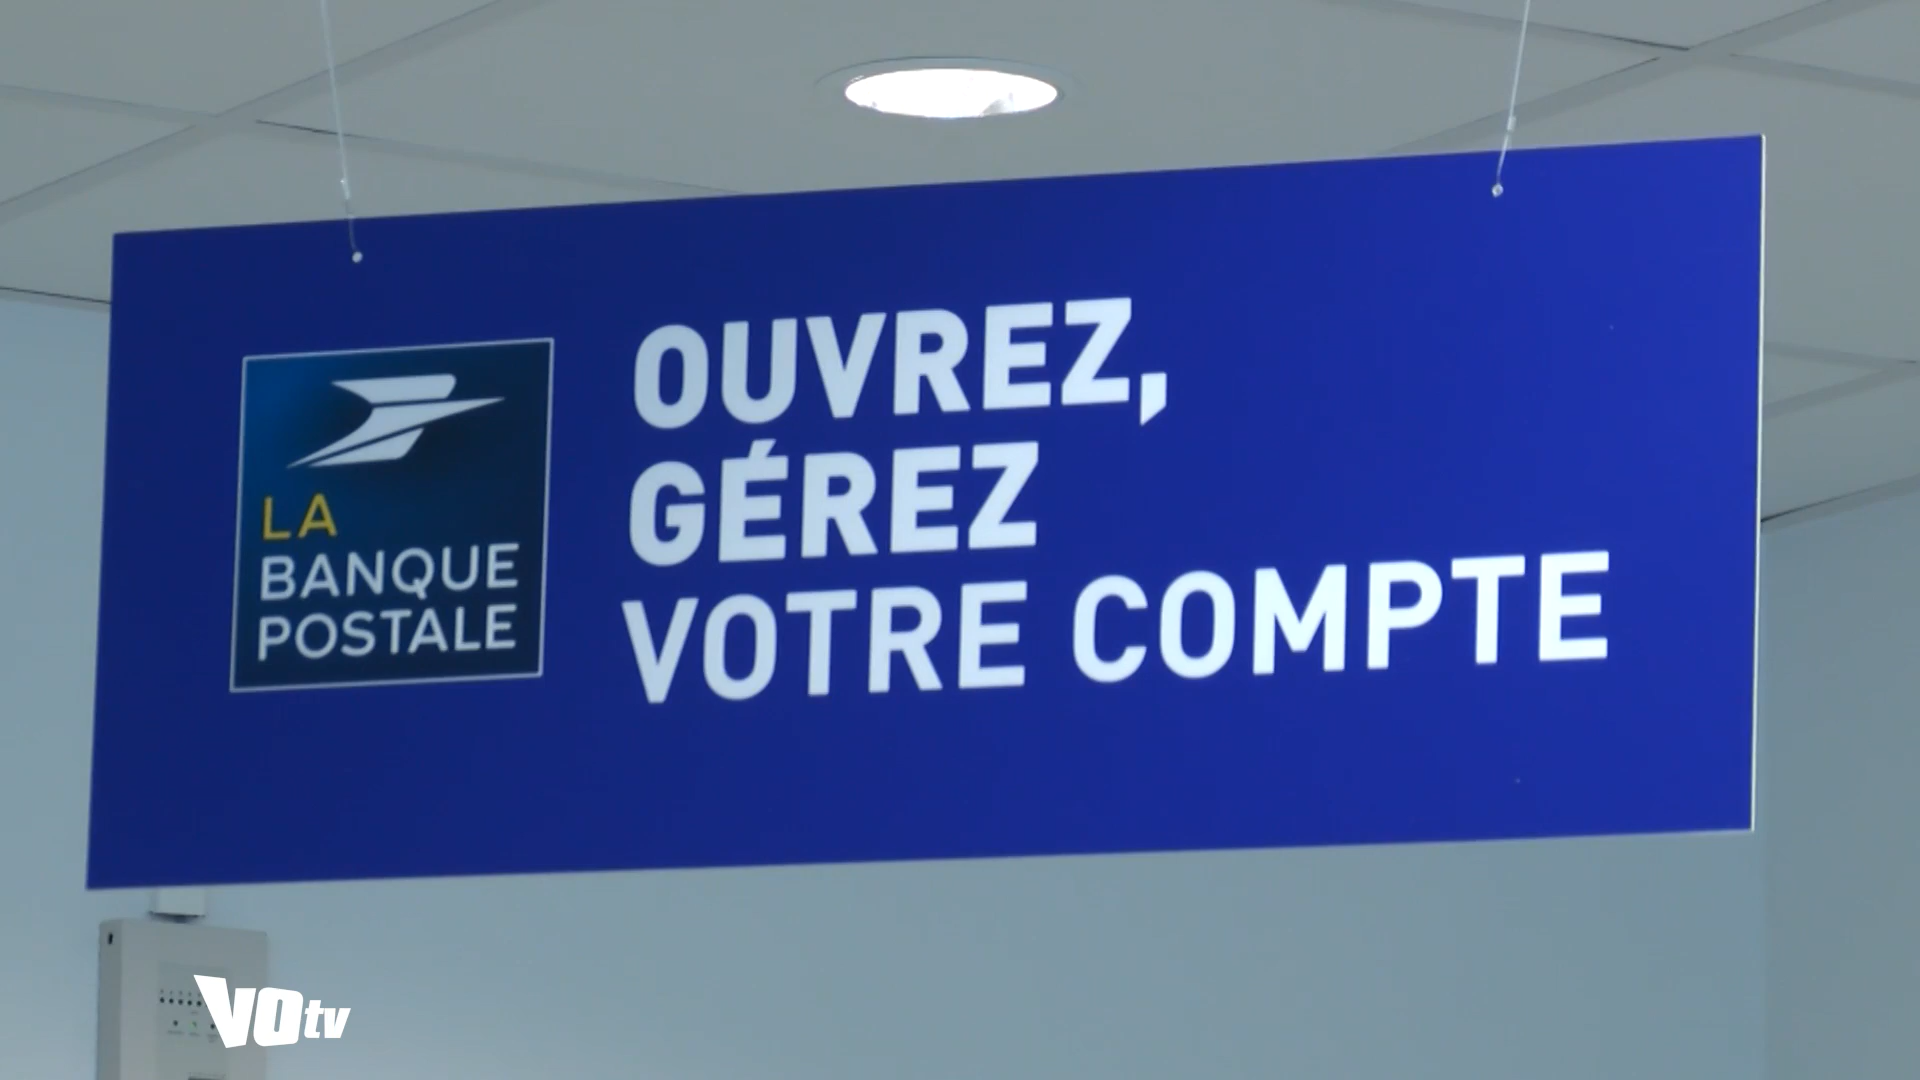 OUVREZ,
GÉREZ
VOTRE COMPTE
LA
BANQUE
POSTALE
VOtv